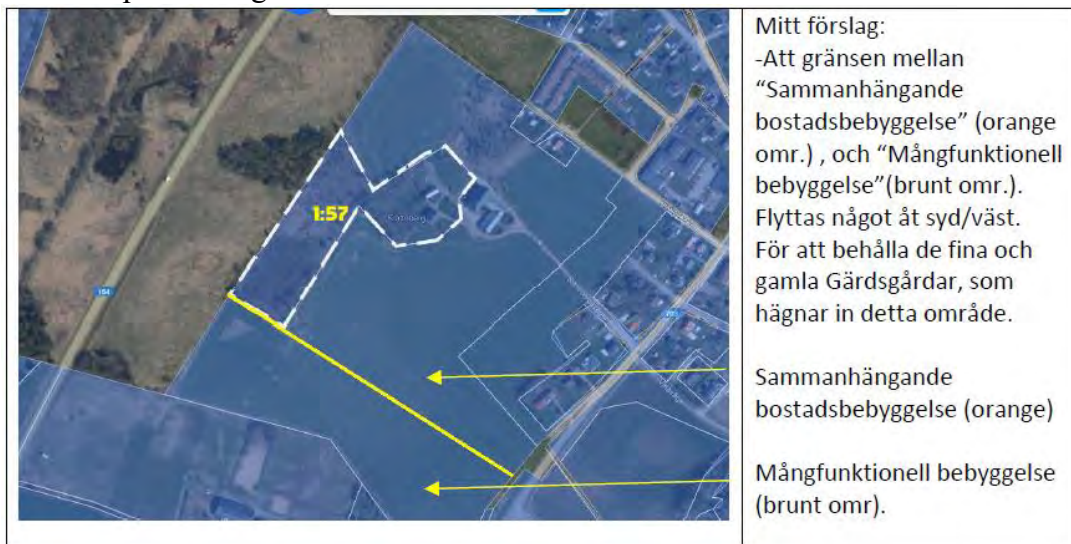 Mitt förslag:
-Att gränsen mellan
“Sammanhängande
bostadsbebyggelse” (orange
omr.) , och “Mångfunktionell
bebyggelse”(brunt omr.).
Flyttas något åt syd/väst.
För att behålla de fina och
gamla Gärdsgårdar, som
hägnar in detta område.
Sammanhängande
bostadsbebyggelse (orange)
Mångfunktionell bebyggelse
(brunt omr).
1:57